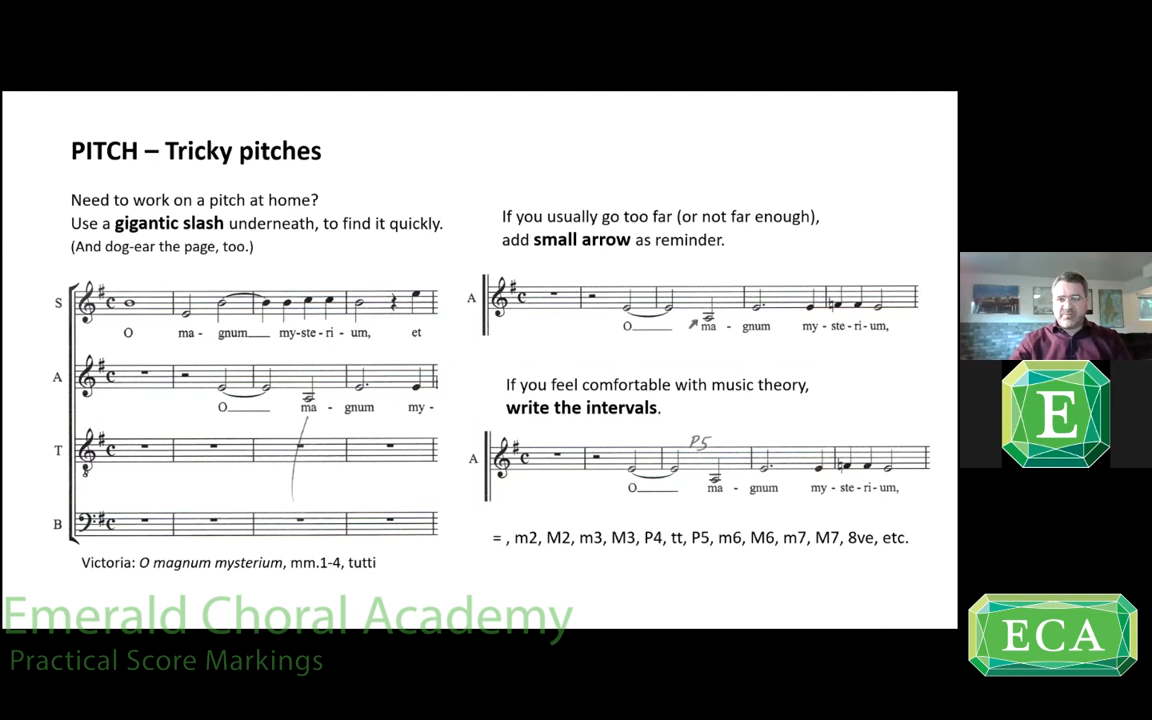 PITCH – Tricky pitches
Need to work on a pitch at home?
Use a gigantic slash underneath, to find it quickly.
(And dog-ear the page, too.)
S
O ma - gnum___ my-ste-ri - um, et
A
O______ ma - gnum my -
T
8
B
Victoria: O magnum mysterium, mm.1-4, tutti
If you usually go too far (or not far enough),
add small arrow as reminder.
A
O______ ma - gnum my - ste - ri - um,
If you feel comfortable with music theory,
write the intervals.
P5
A
O______ ma - gnum my - ste - ri - um,
= , m2, M2, m3, M3, P4, tt, P5, m6, M6, m7, M7, 8ve, etc.
E
ECA
Emerald Choral Academy
Practical Score Markings